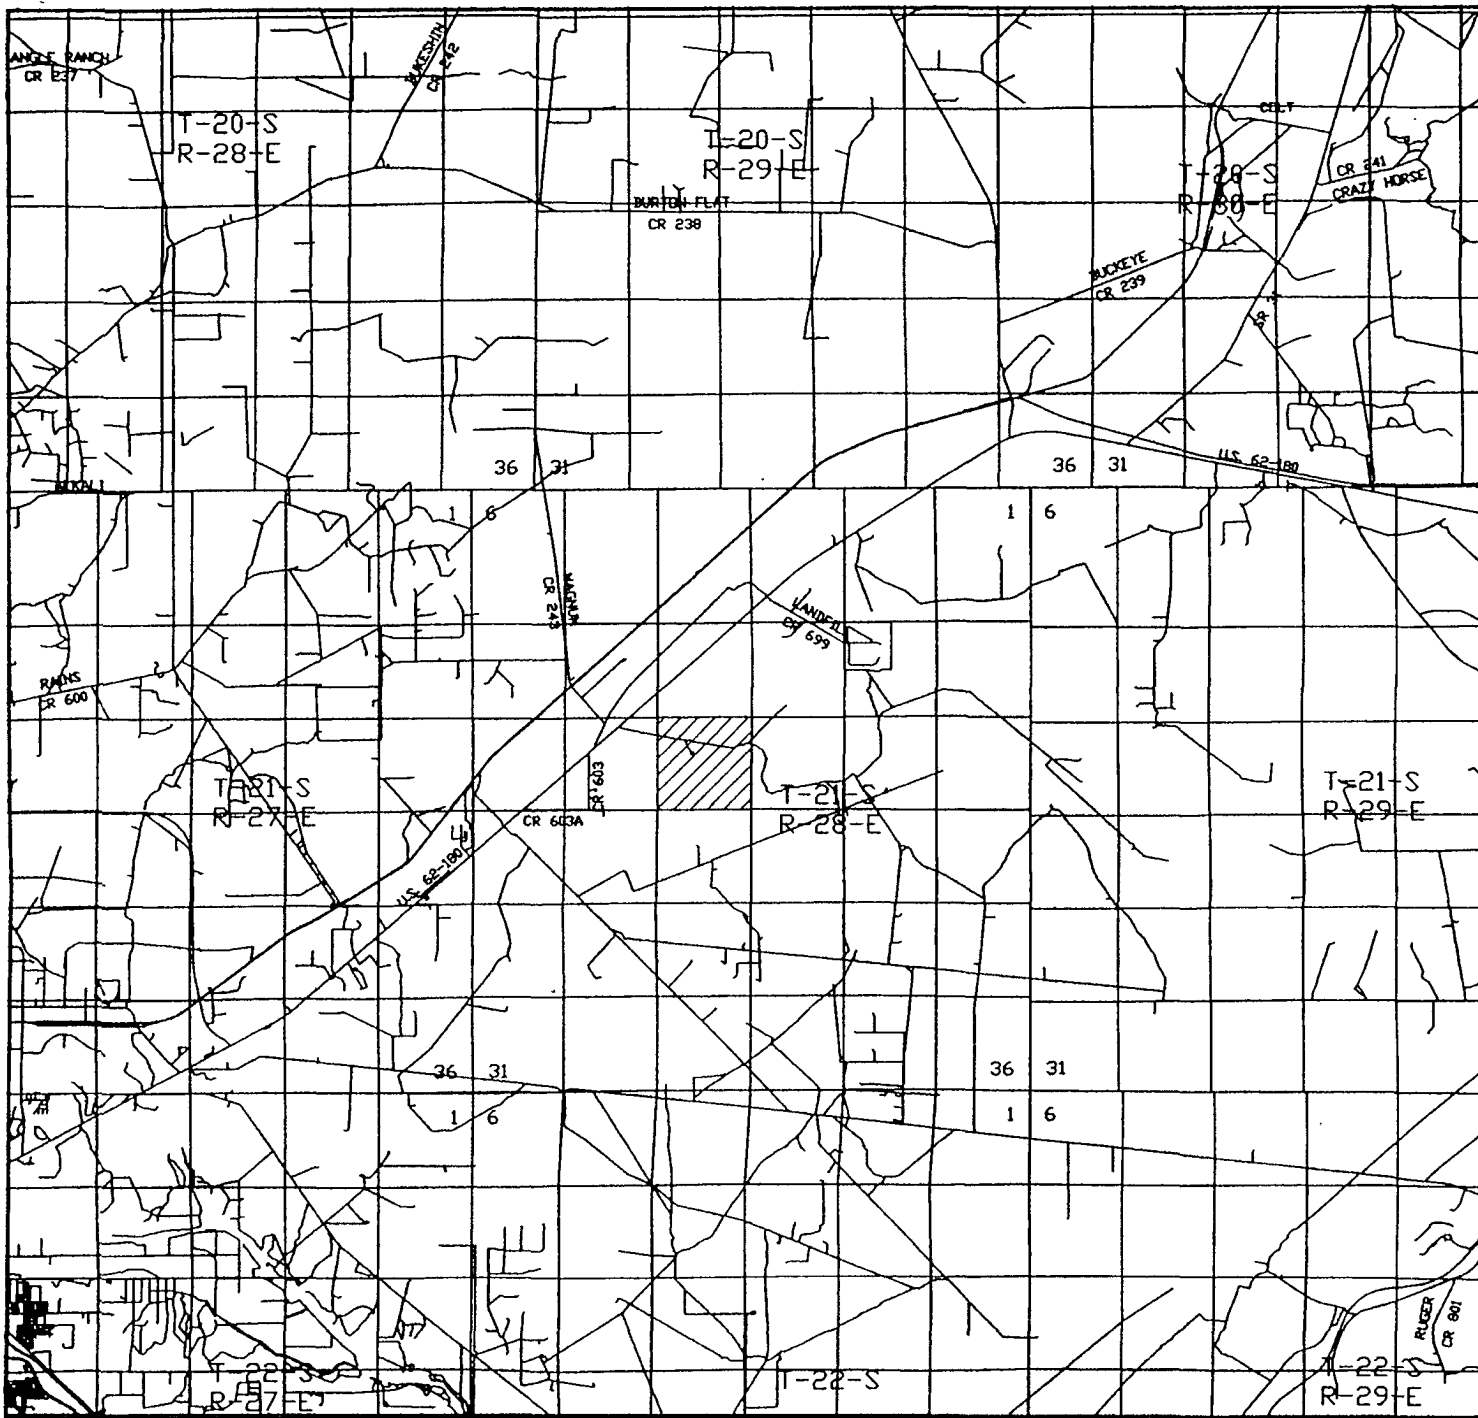 ANGLE RANCH
CR 237
DUKESHIN
CR 242
T-20-S
R-28-E
T-20-S
R-29-E
T-20-S
R-30-E
COLT
CR 241
CRAZY HORSE
BURTON FLAT
CR 238
BUCKEYE
CR 239
36 31
36 31
U.S. 62-180
1 6
1 6
MAGNUM
CR 243
LANDFILL
CR 699
RAINS
CR 600
CR 603
T-21-S
R-27-E
T-21-S
R-28-E
T-21-S
R-29-E
CR 603A
U.S. 62-180
36 31
36 31
1 6
1 6
RUGER
CR 801
T-22-S
R-27-E
T-22-S
T-22-S
R-29-E